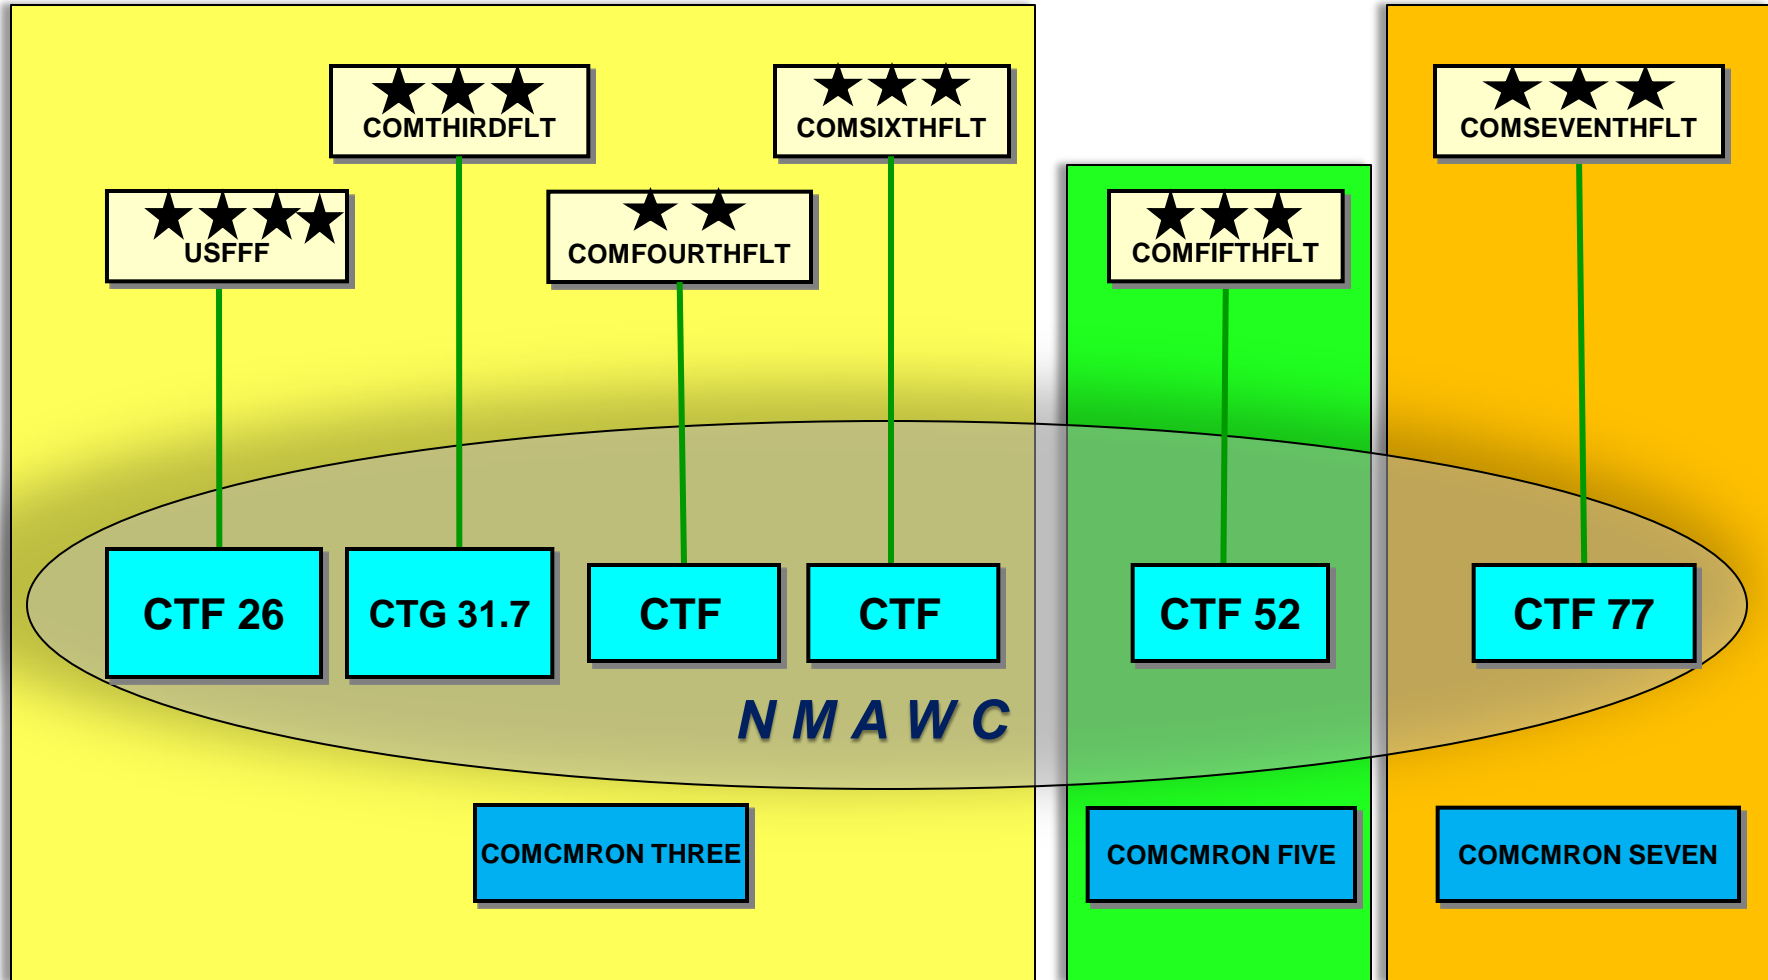 COMTHIRDFLT
COMSIXTHFLT
COMSEVENTHFLT
USFFF
COMFOURTHFLT
COMFIFTHFLT
CTF 26
CTG 31.7
CTF
CTF
CTF 52
CTF 77
N M A W C
COMCMRON THREE
COMCMRON FIVE
COMCMRON SEVEN